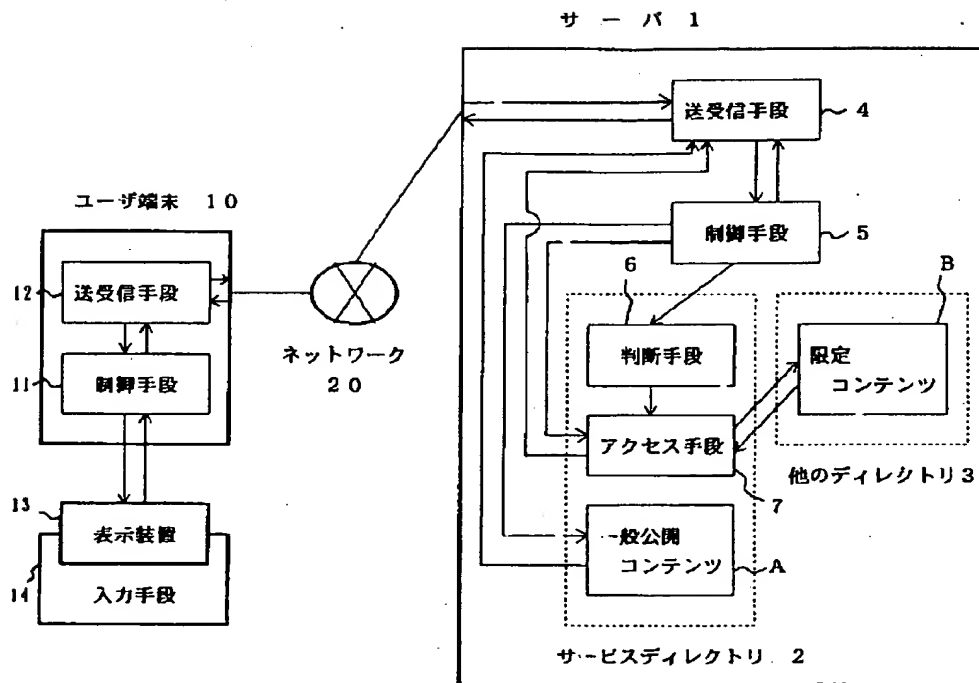 サーバ 1
送受信手段
4
ユーザ端末 10
制御手段
5
送受信手段
12
6
B
ネットワーク
20
判断手段
限定
コンテンツ
制御手段
11
アクセス手段
他のディレクトリ3
7
13
表示装置
一般公開
コンテンツ
A
14
入力手段
サービスディレクトリ 2